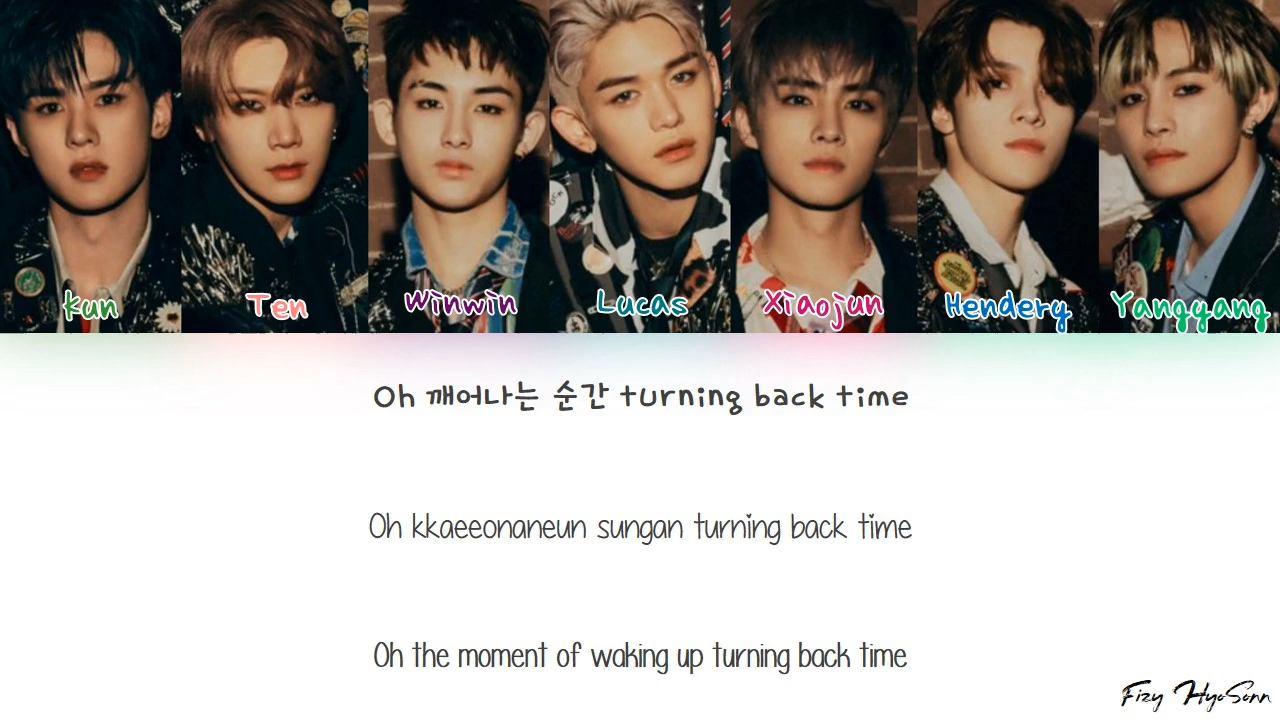 Kun Ten Winwin Lucas Xiaojun Hendery Yangyang
Oh 깨어나는 순간 turning back time
Oh kkaeeonaneun sungan turning back time
Oh the moment of waking up turning back time
Fizy HyoSonn